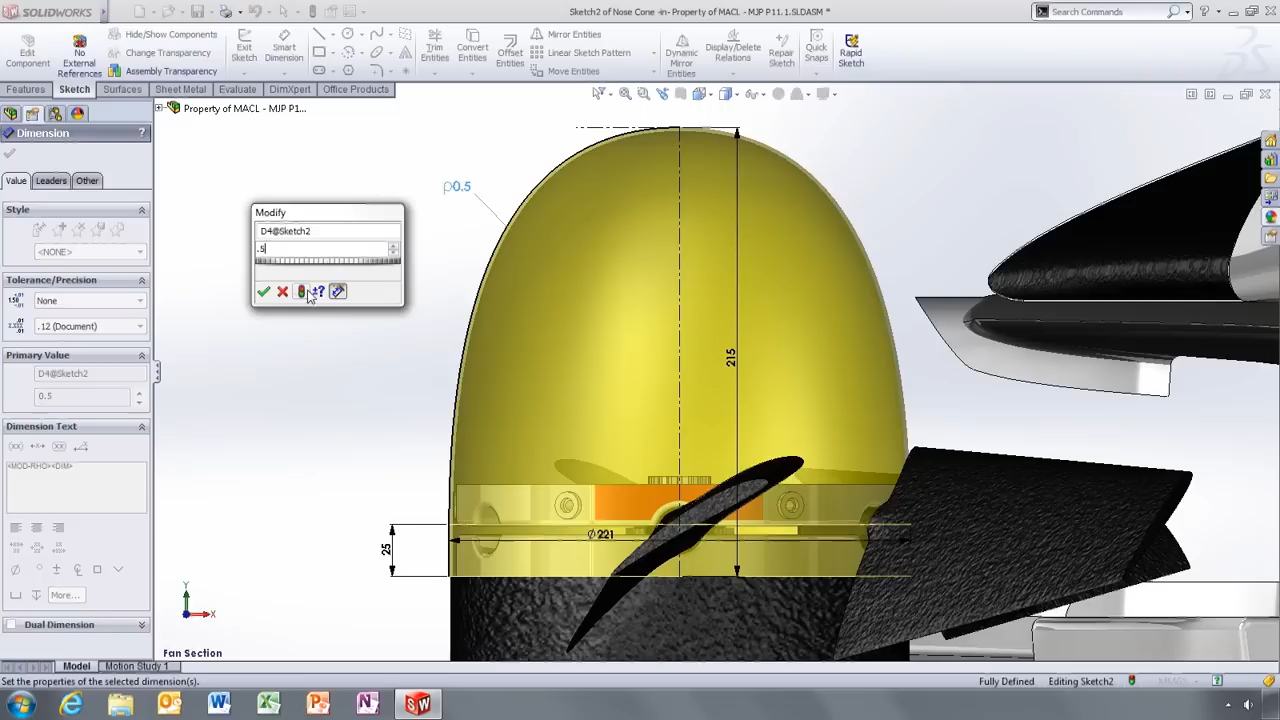 SOLIDWORKS
Sketch2 of Nose Cone -in- Property of MACL - MJP P11.1.SLDASM *
Search Commands
Edit Component
No External References
Hide/Show Components
Change Transparency
Assembly Transparency
Exit Sketch
Smart Dimension
Trim Entities
Convert Entities
Offset Entities
Mirror Entities
Linear Sketch Pattern
Move Entities
Dynamic Mirror Entities
Display/Delete Relations
Repair Sketch
Quick Snaps
Rapid Sketch
Features
Sketch
Surfaces
Sheet Metal
Evaluate
DimXpert
Office Products
Property of MACL - MJP P1...
Dimension
?
Value
Leaders
Other
Style
<NONE>
Tolerance/Precision
None
.12 (Document)
Primary Value
D4@Sketch2
0.5
Dimension Text
<MOD-RHO><DIM>
More...
Dual Dimension
Modify
D4@Sketch2
.5
±?
ρ0.5
215
⌀221
25
Y
X
Fan Section
Model
Motion Study 1
Set the properties of the selected dimension(s).
Fully Defined
Editing Sketch2